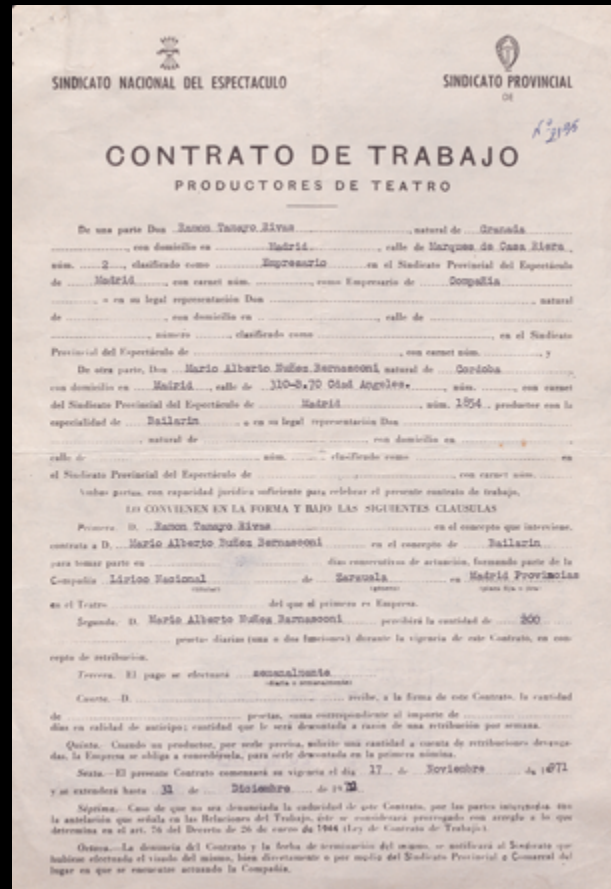 SINDICATO NACIONAL DEL ESPECTACULO
SINDICATO PROVINCIAL
DE
CONTRATO DE TRABAJO
PRODUCTORES DE TEATRO
De una parte Don Ramon Tamayo Rivas, natural de Granada
, con domicilio en Madrid, calle de Marques de Casa Riera,
núm. 2, clasificado como Empresario en el Sindicato Provincial del Espectáculo
de Madrid, con carnet núm. , como Empresario de Compañia
, o en su legal representación Don , natural
de , con domicilio en , calle de
, número , clasificado como , en el Sindicato
Provincial del Espectáculo de , con carnet núm. , y
De otra parte, Don Mario Alberto Nuñez Bernasconi natural de Cordoba
con domicilio en Madrid, calle de 310-B.70 Cdad Angeles. , núm. , con carnet
del Sindicato Provincial del Espectáculo de Madrid, núm. 1854, productor con la
especialidad de Bailarin, o en su legal representación Don
, natural de , con domicilio en
calle de , núm. clasificado como en
el Sindicato Provincial del Espectáculo de , con carnet núm.
Ambas partes, con capacidad jurídica suficiente para celebrar el presente contrato de trabajo,
LO CONVIENEN EN LA FORMA Y BAJO LAS SIGUIENTES CLAUSULAS
Primera. D. Ramon Tamayo Rivas en el concepto que interviene,
contrata a D. Mario Alberto Nuñez Bernasconi en el concepto de Bailarin
para tomar parte en días consecutivos de actuación, formando parte de la
Compañía Lirico Nacional de Zarzuela en Madrid Provincias
en el Teatro del que el primero es Empresa.
Segunda. D. Mario Alberto Nuñez Barnasconi percibirá la cantidad de 200
pesetas diarias (una o dos funciones) durante la vigencia de este Contrato, en con-
cepto de retribución.
Tercera. El pago se efectuará semanalmente
(diaria o semanalmente)
Cuarta. D. recibe, a la firma de este Contrato, la cantidad
de pesetas, suma correspondiente al importe de
días en calidad de anticipo; cantidad que le será descontada a razón de una retribución por semana.
Quinta. Cuando un productor, por serle precisa, solicite una cantidad a cuenta de retribuciones devenga-
das, la Empresa se obliga a concedérsela, para serle descontada en la primera nómina.
Sexta.—El presente Contrato comenzará su vigencia el día 17 de Noviembre de 1971
y se extenderá hasta 31 de Diciembre de
Séptima. Caso de que no sea denunciada la caducidad de este Contrato, por las partes interesadas, con
la antelación que señala en las Relaciones del Trabajo, éste se considerará prorrogado con arreglo a lo que
determina en el art. 76 del Decreto de 26 de enero de 1944 (Ley de Contrato de Trabajo).
Octava.—La denuncia del Contrato y la fecha de terminación del mismo, se notificará al Sindicato que
hubiese efectuado el visado del mismo, bien directamente o por medio del Sindicato Provincial o Comarcal del
lugar en que se encuentre actuando la Compañía.